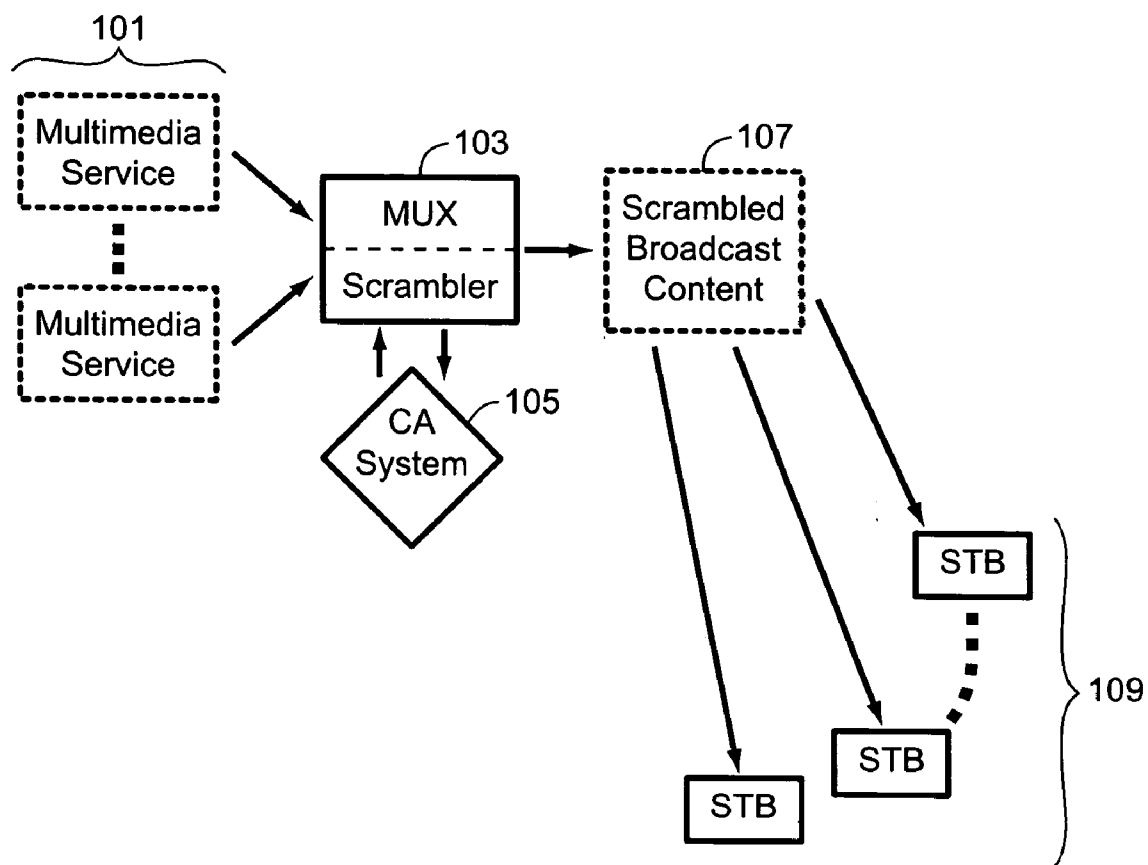 101
Multimedia
Service
Multimedia
Service
103
MUX
Scrambler
CA
System
105
107
Scrambled
Broadcast
Content
STB
STB
STB
109